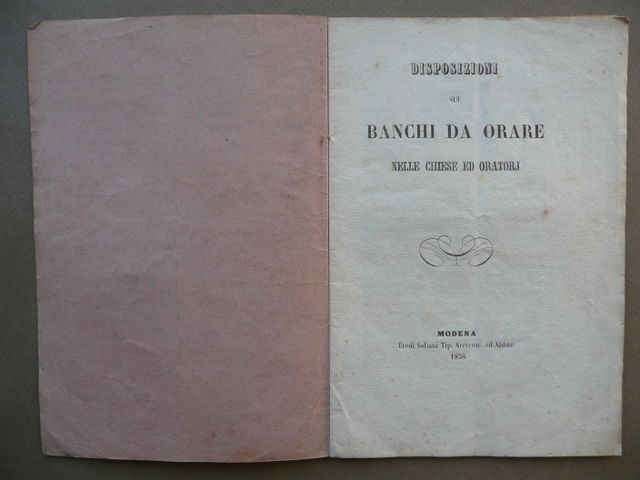 DISPOSIZIONI
SUI
BANCHI DA ORARE
NELLE CHIESE ED ORATORJ
MODENA
Eredi Soliani Tip. Arcivesc. ed Abbaz.
1858